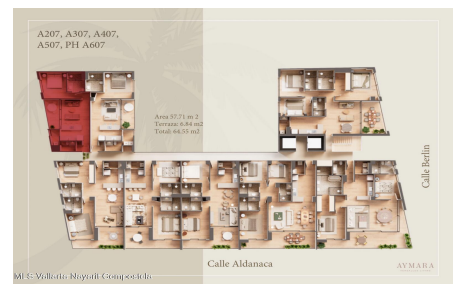 A207, A307, A407,
A507, PH A607
Area 57.71 m 2
Terraza: 6.84 m2
Total: 64.55 m2
Calle Berlin
Calle Aldanaca
AYMARA
MLS Vallarta Nayarit Compostela